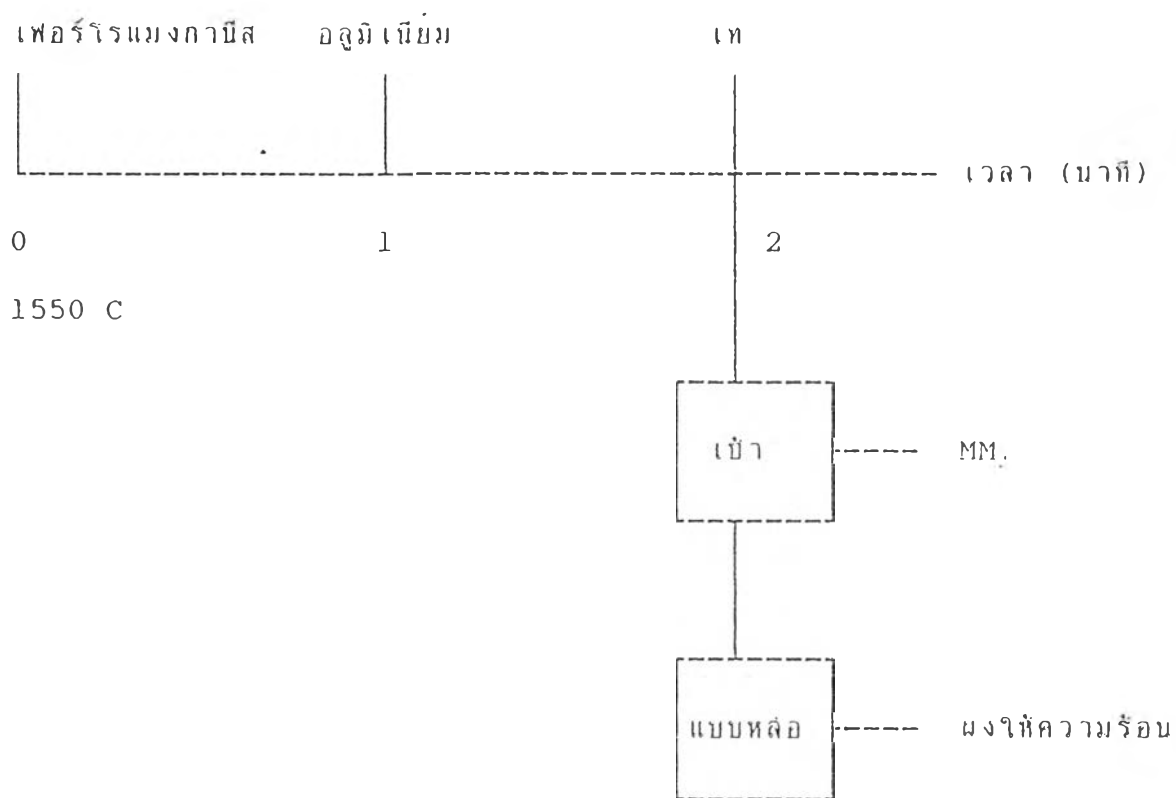 เฟอร์โรแมงกานีส อลูมิเนียม เท
เวลา (นาที)
0 1 2
1550 C
เบ้า MM.
แบบหล่อ ผงให้ความร้อน